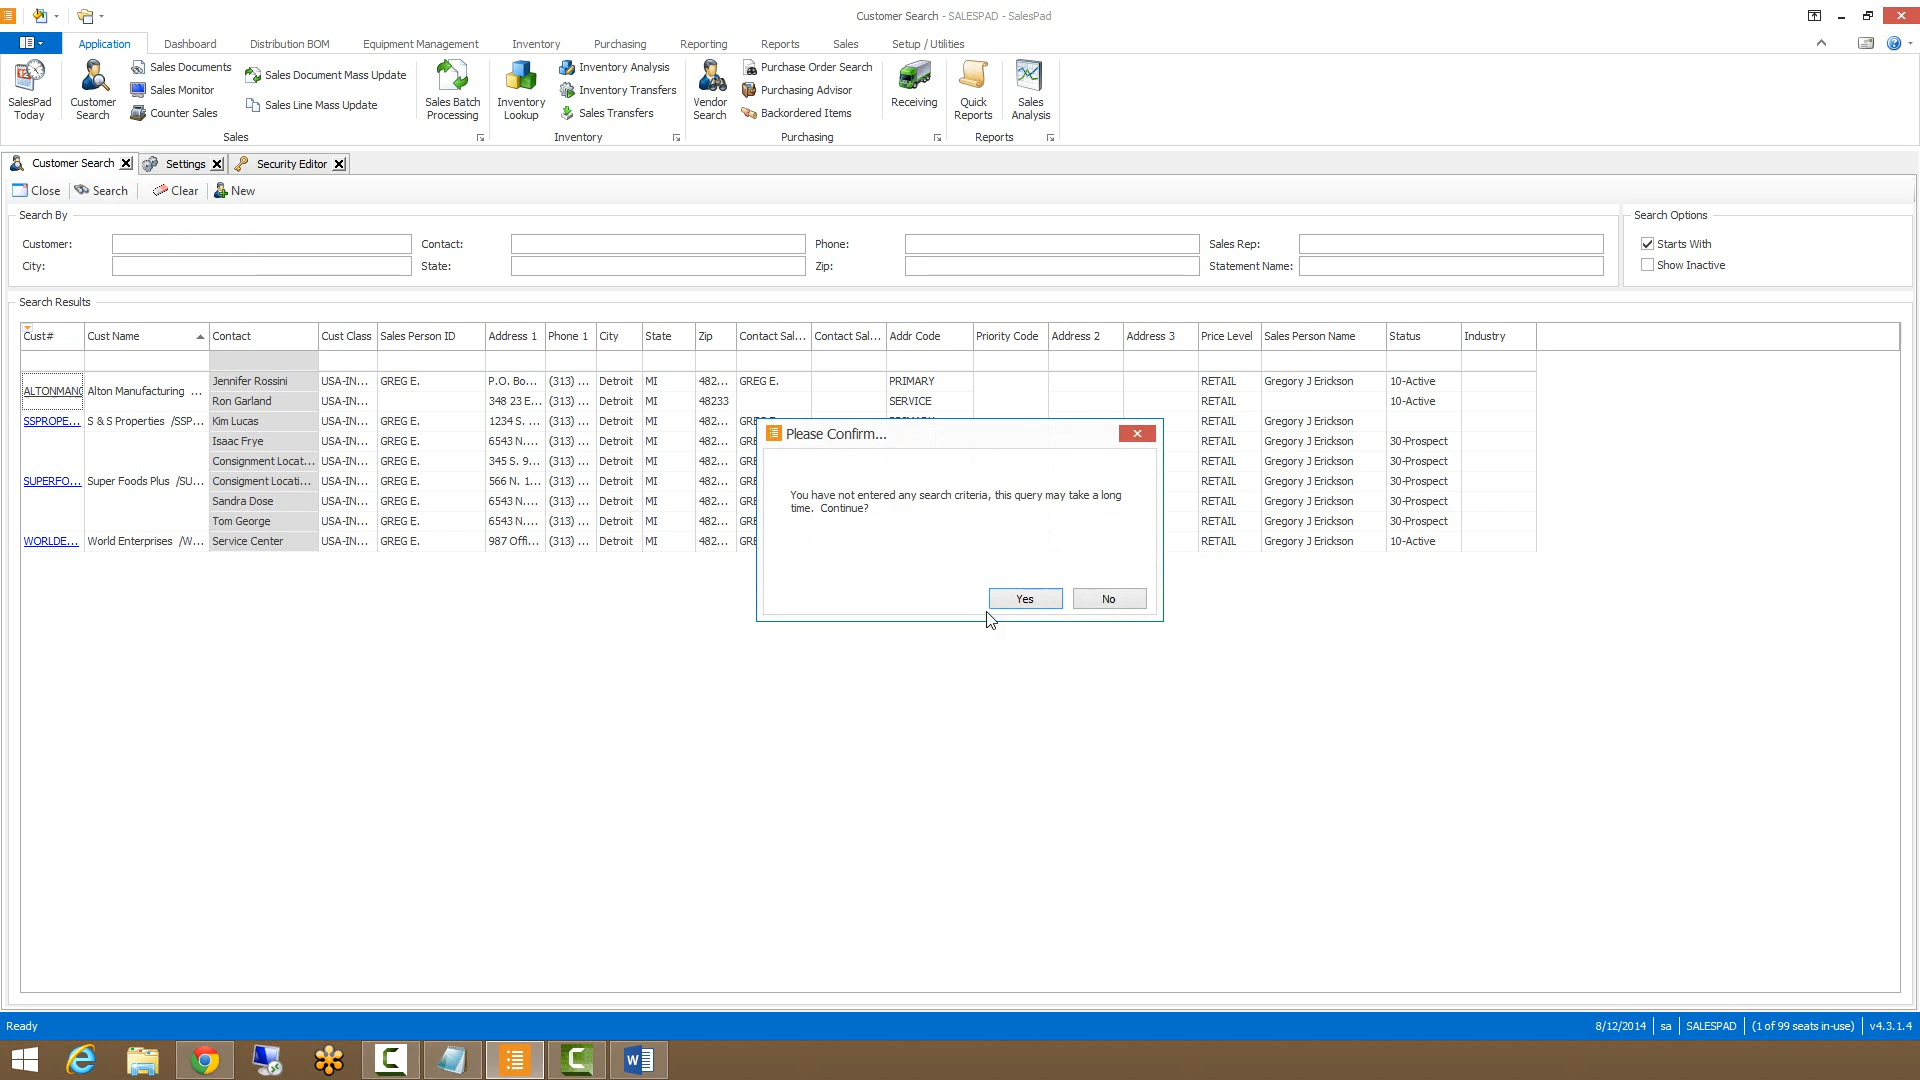 Customer Search - SALESPAD - SalesPad
Application Dashboard Distribution BOM Equipment Management Inventory Purchasing Reporting Reports Sales Setup / Utilities
SalesPad Today
Customer Search
Sales Documents
Sales Monitor
Counter Sales
Sales Document Mass Update
Sales Line Mass Update
Sales Batch Processing
Inventory Lookup
Inventory Analysis
Inventory Transfers
Sales Transfers
Vendor Search
Purchase Order Search
Purchasing Advisor
Backordered Items
Receiving
Quick Reports
Sales Analysis
Sales Inventory Purchasing Reports
Customer Search Settings Security Editor
Close Search Clear New
Search By
Search Options
Customer: Contact: Phone: Sales Rep:
Starts With
City: State: Zip: Statement Name:
Show Inactive
Search Results
Cust# Cust Name Contact Cust Class Sales Person ID Address 1 Phone 1 City State Zip Contact Sal... Contact Sal... Addr Code Priority Code Address 2 Address 3 Price Level Sales Person Name Status Industry
ALTONMAN Alton Manufacturing ... Jennifer Rossini USA-IN... GREG E. P.O. Bo... (313) ... Detroit MI 482... GREG E. PRIMARY RETAIL Gregory J Erickson 10-Active
Ron Garland USA-IN... 348 23 E... (313) ... Detroit MI 48233 SERVICE RETAIL 10-Active
SSPROPE... S & S Properties /SSP... Kim Lucas USA-IN... GREG E. 1234 S. ... (313) ... Detroit MI 482... RETAIL Gregory J Erickson
Isaac Frye USA-IN... GREG E. 6543 N.... (313) ... Detroit MI 482... GRE RETAIL Gregory J Erickson 30-Prospect
Consignment Locat... USA-IN... GREG E. 345 S. 9... (313) ... Detroit MI 482... GRE RETAIL Gregory J Erickson 30-Prospect
SUPERFO... Super Foods Plus /SU... Consigment Locati... USA-IN... GREG E. 566 N. 1... (313) ... Detroit MI 482... GRE RETAIL Gregory J Erickson 30-Prospect
Sandra Dose USA-IN... GREG E. 6543 N.... (313) ... Detroit MI 482... GRE RETAIL Gregory J Erickson 30-Prospect
Tom George USA-IN... GREG E. 6543 N.... (313) ... Detroit MI 482... GRE RETAIL Gregory J Erickson 30-Prospect
WORLDE... World Enterprises /W... Service Center USA-IN... GREG E. 987 Offi... (313) ... Detroit MI 482... GRE RETAIL Gregory J Erickson 10-Active
Please Confirm...
You have not entered any search criteria, this query may take a long
time. Continue?
Yes No
Ready 8/12/2014 sa SALESPAD (1 of 99 seats in-use) v4.3.1.4